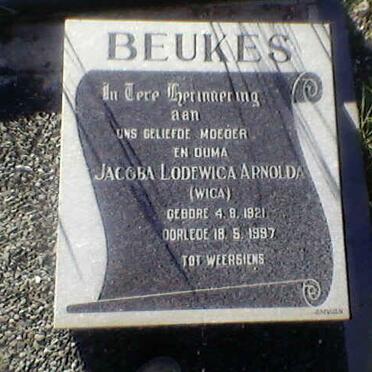 BEUKES
In Tere Herinnering
aan
ONS GELIEFDE MOEDER
EN OUMA
JACOBA LODEWICA ARNOLDA
(WICA)
GEBORE 4. 8. 1921
OORLEDE 18. 5. 1997
TOT WEERSIENS